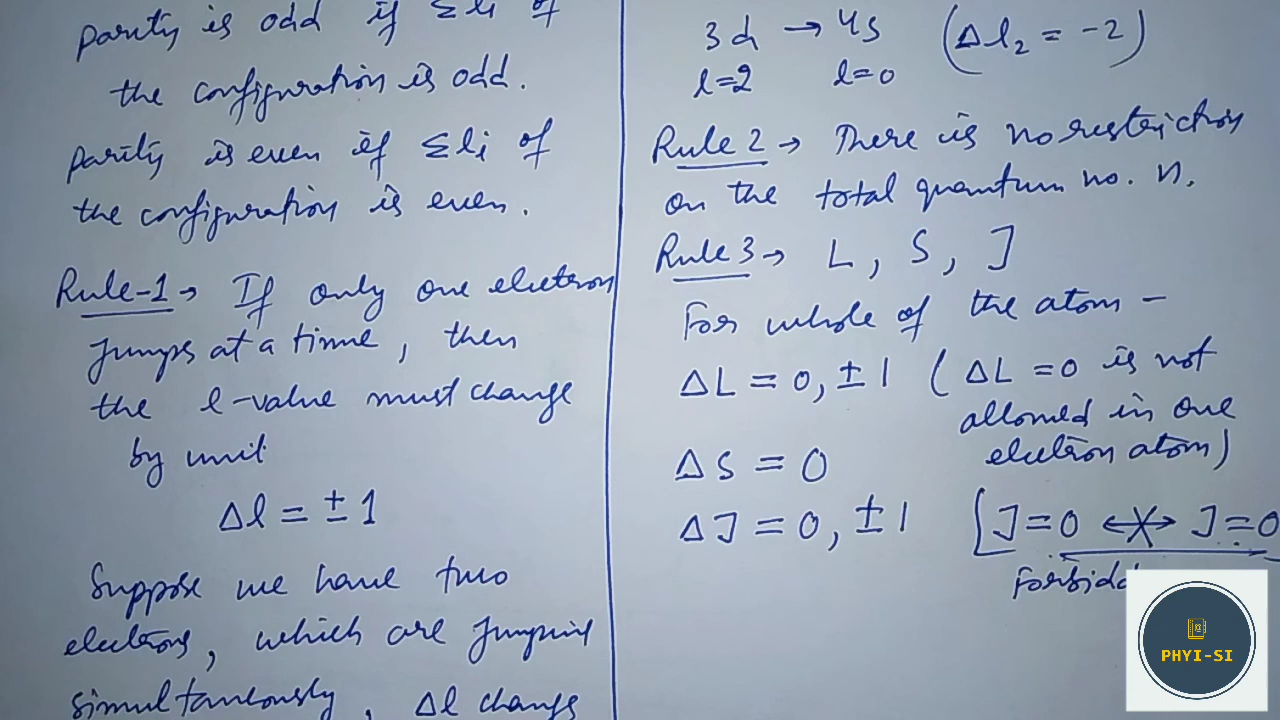 parity is odd if Σli of
the configuration is odd.
parity is even if Σli of
the configuration is even.
Rule-1→ If only one electron
Jumps at a time, then
the l-value must change
by unit
Δl = ±1
Suppose we have two
electrons, which are Jumping
simultaneously, Δl change
3d → 4s (Δl₂ = -2)
l=2 l=0
Rule 2→ There is no restriction
on the total quantum no. n.
Rule 3→ L, S, J
For whole of the atom –
ΔL = 0, ±1 (ΔL = 0 is not
allowed in one
electron atom)
ΔS = 0
ΔJ = 0, ±1 [J=0 ↔ J=0
Forbidd
PHYI-SI